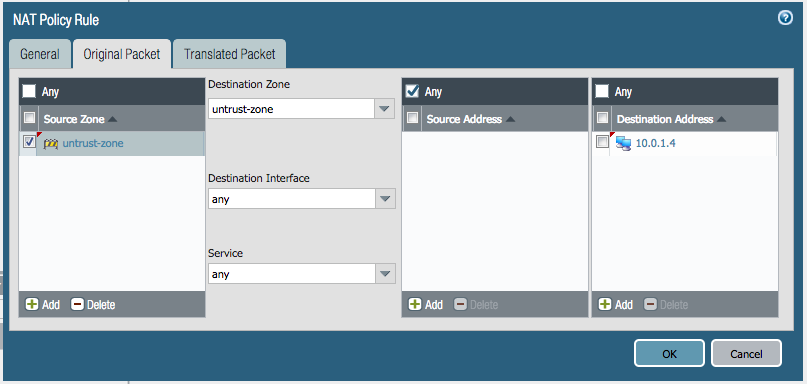 NAT Policy Rule
General
Original Packet
Translated Packet
Any
Source Zone
untrust-zone
Add
Delete
Destination Zone
untrust-zone
Destination Interface
any
Service
any
Any
Source Address
Add
Delete
Any
Destination Address
10.0.1.4
Add
Delete
OK
Cancel